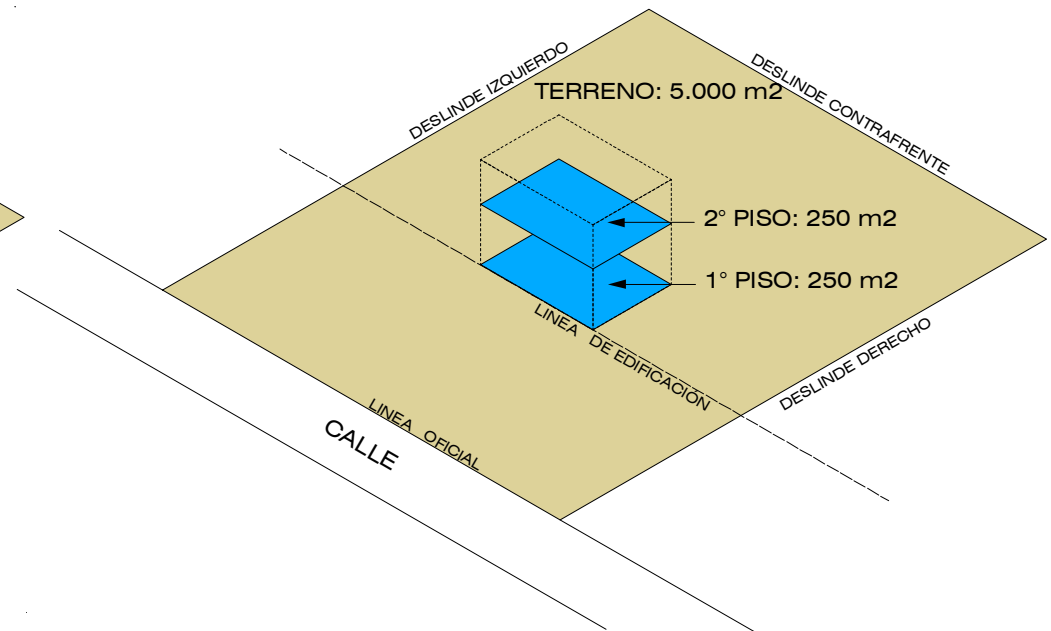 DESLINDE IZQUIERDO
DESLINDE CONTRAFRENTE
TERRENO: 5.000 m2
2° PISO: 250 m2
1° PISO: 250 m2
LINEA DE EDIFICACIÓN
DESLINDE DERECHO
LINEA OFICIAL
CALLE